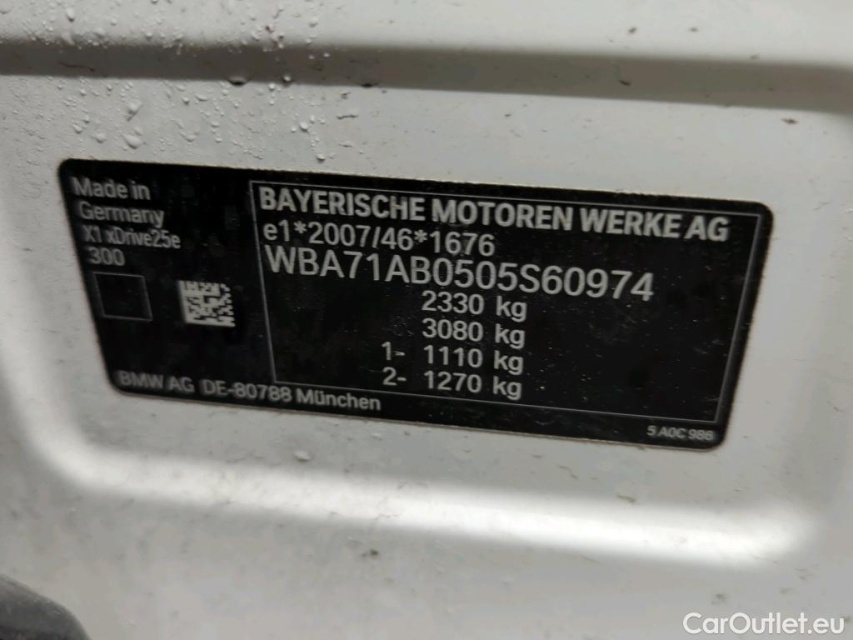 Made in
Germany
X1 xDrive25e
300
BAYERISCHE MOTOREN WERKE AG
e1*2007/46*1676
WBA71AB0505S60974
2330 kg
3080 kg
1- 1110 kg
2- 1270 kg
BMW AG DE-80788 München
5 A0C 986
CarOutlet.eu